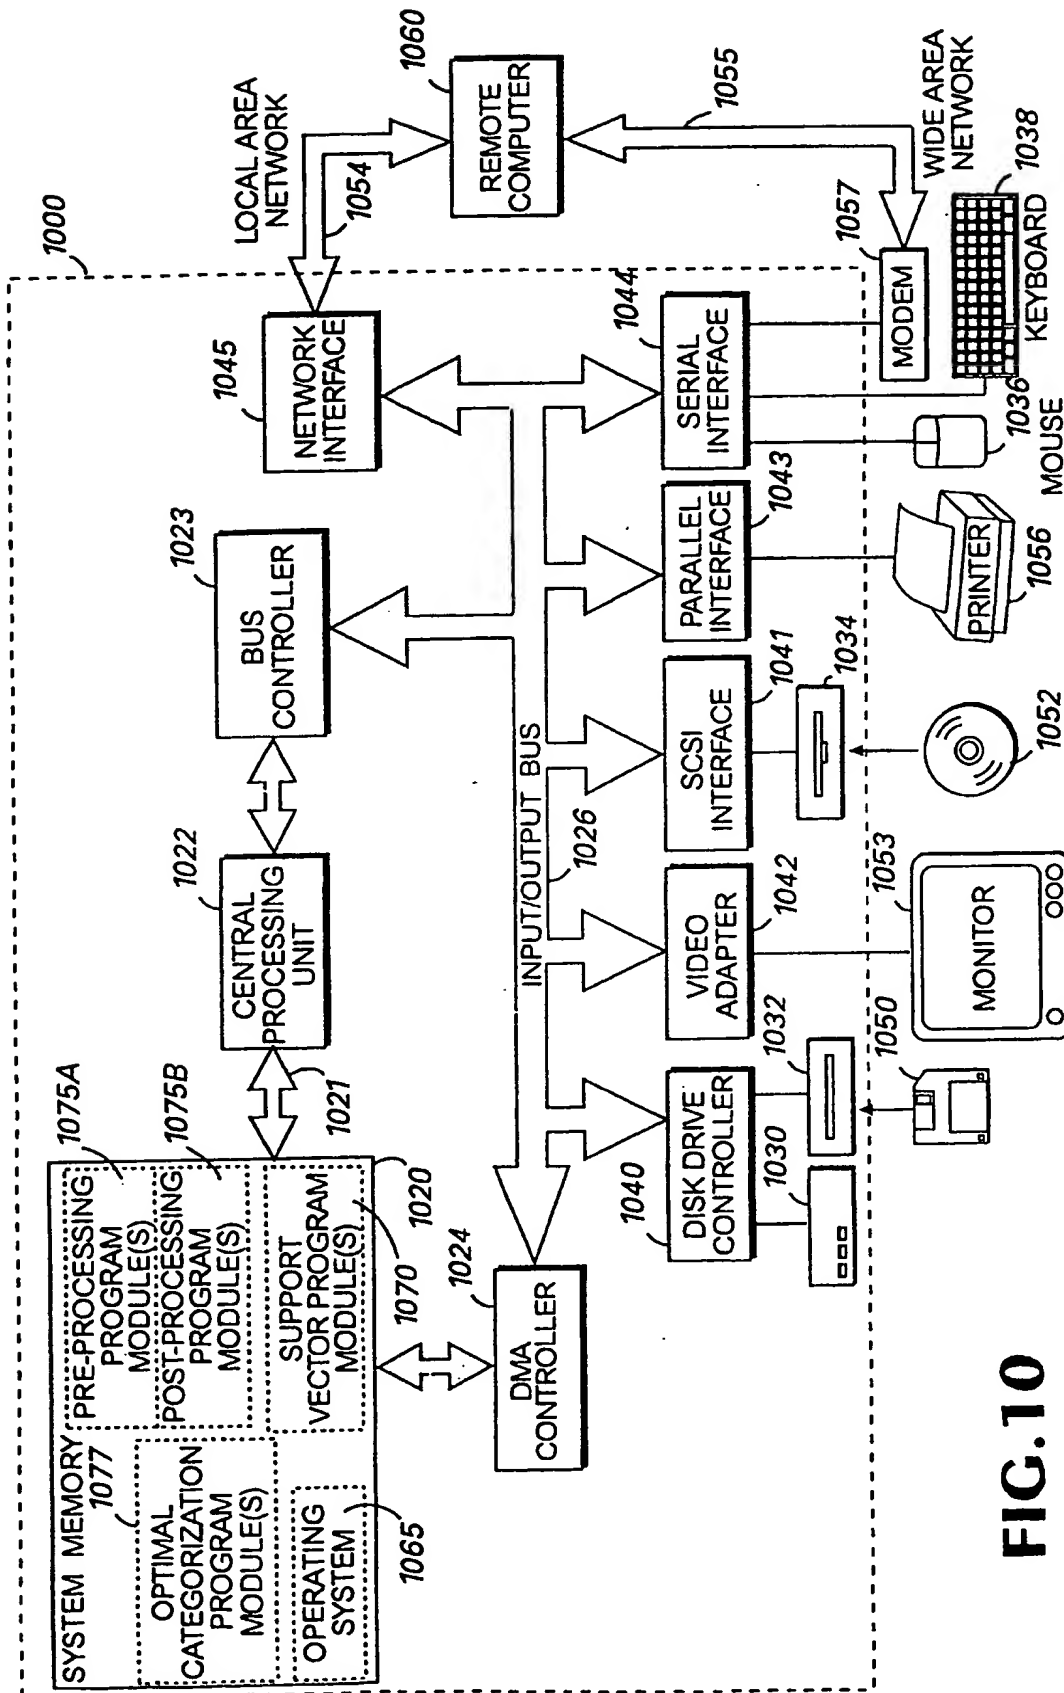 1000
SYSTEM MEMORY
1077
OPTIMAL
CATEGORIZATION
PROGRAM
MODULE(S)
OPERATING
SYSTEM
1065
PRE-PROCESSING
PROGRAM
MODULE(S)
POST-PROCESSING
PROGRAM
MODULE(S)
SUPPORT
VECTOR PROGRAM
MODULE(S)
1070
1075A
1075B
1020
1021
CENTRAL
PROCESSING
UNIT
1022
BUS
CONTROLLER
1023
NETWORK
INTERFACE
1045
LOCAL AREA
NETWORK
1054
REMOTE
COMPUTER
1060
1055
WIDE AREA
NETWORK
DMA
CONTROLLER
1024
INPUT/OUTPUT BUS
1026
DISK DRIVE
CONTROLLER
1040
VIDEO
ADAPTER
1042
SCSI
INTERFACE
1041
PARALLEL
INTERFACE
1043
SERIAL
INTERFACE
1044
1030
1032
1034
MODEM
1057
1050
MONITOR
1053
1052
PRINTER
1056
MOUSE
1036
KEYBOARD
1038
FIG.10